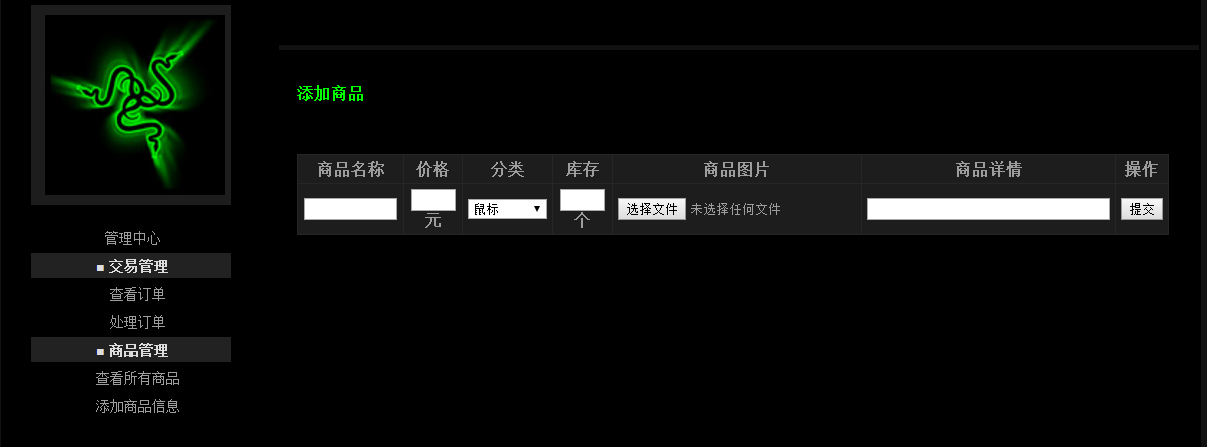 管理中心
■ 交易管理
查看订单
处理订单
■ 商品管理
查看所有商品
添加商品信息
添加商品
商品名称 价格 分类 库存 商品图片 商品详情 操作
元 鼠标 个 选择文件 未选择任何文件 提交